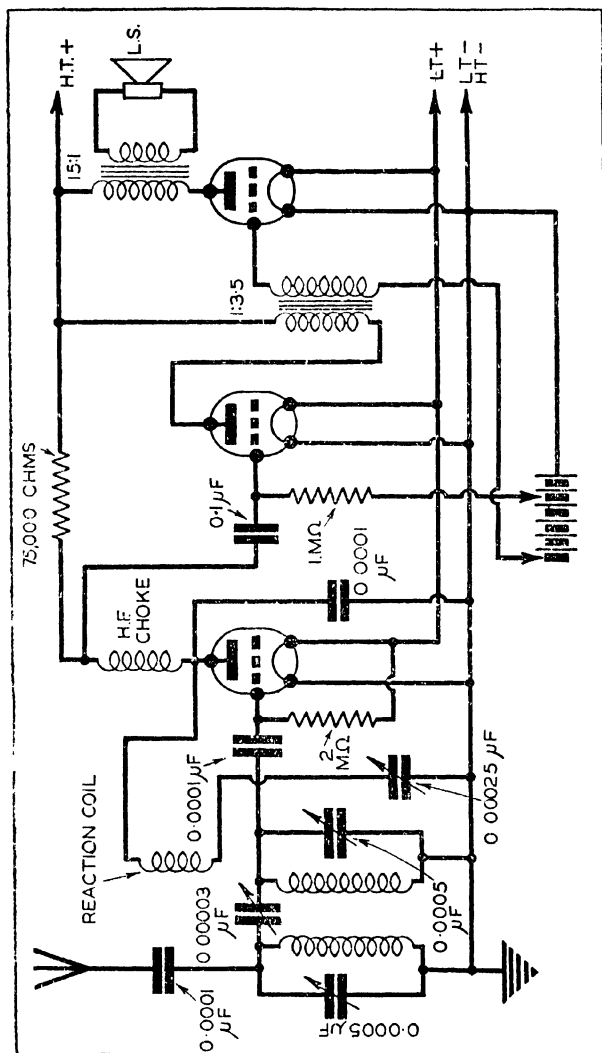 H.T.+
L.S.
15:1
LT+
LT–
HT–
1:3·5
75,000 OHMS
0·1 µF
1.MΩ
0·0001
µF
H.F.
CHOKE
REACTION COIL
0·0001µF
2
MΩ
0·00025 µF
0·00003
µF
0·0005
µF
0·0001
µF
0·0005µF